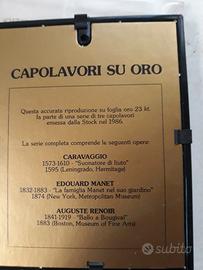 CAPOLAVORI SU ORO
Questa accurata riproduzione su foglia oro 23 kt.
fa parte di una serie di tre capolavori
emessa dalla Stock nel 1986.
La serie completa comprende le seguenti opere:
CARAVAGGIO
1573-1610 - "Suonatore di liuto"
1595 (Leningrado, Hermitage)
EDOUARD MANET
1832-1883 - "La famiglia Manet nel suo giardino"
1874 (New York, Metropolitan Museum)
AUGUSTE RENOIR
1841-1919 - "Ballo a Bougival"
1883 (Boston, Museum of Fine Arts)
subito